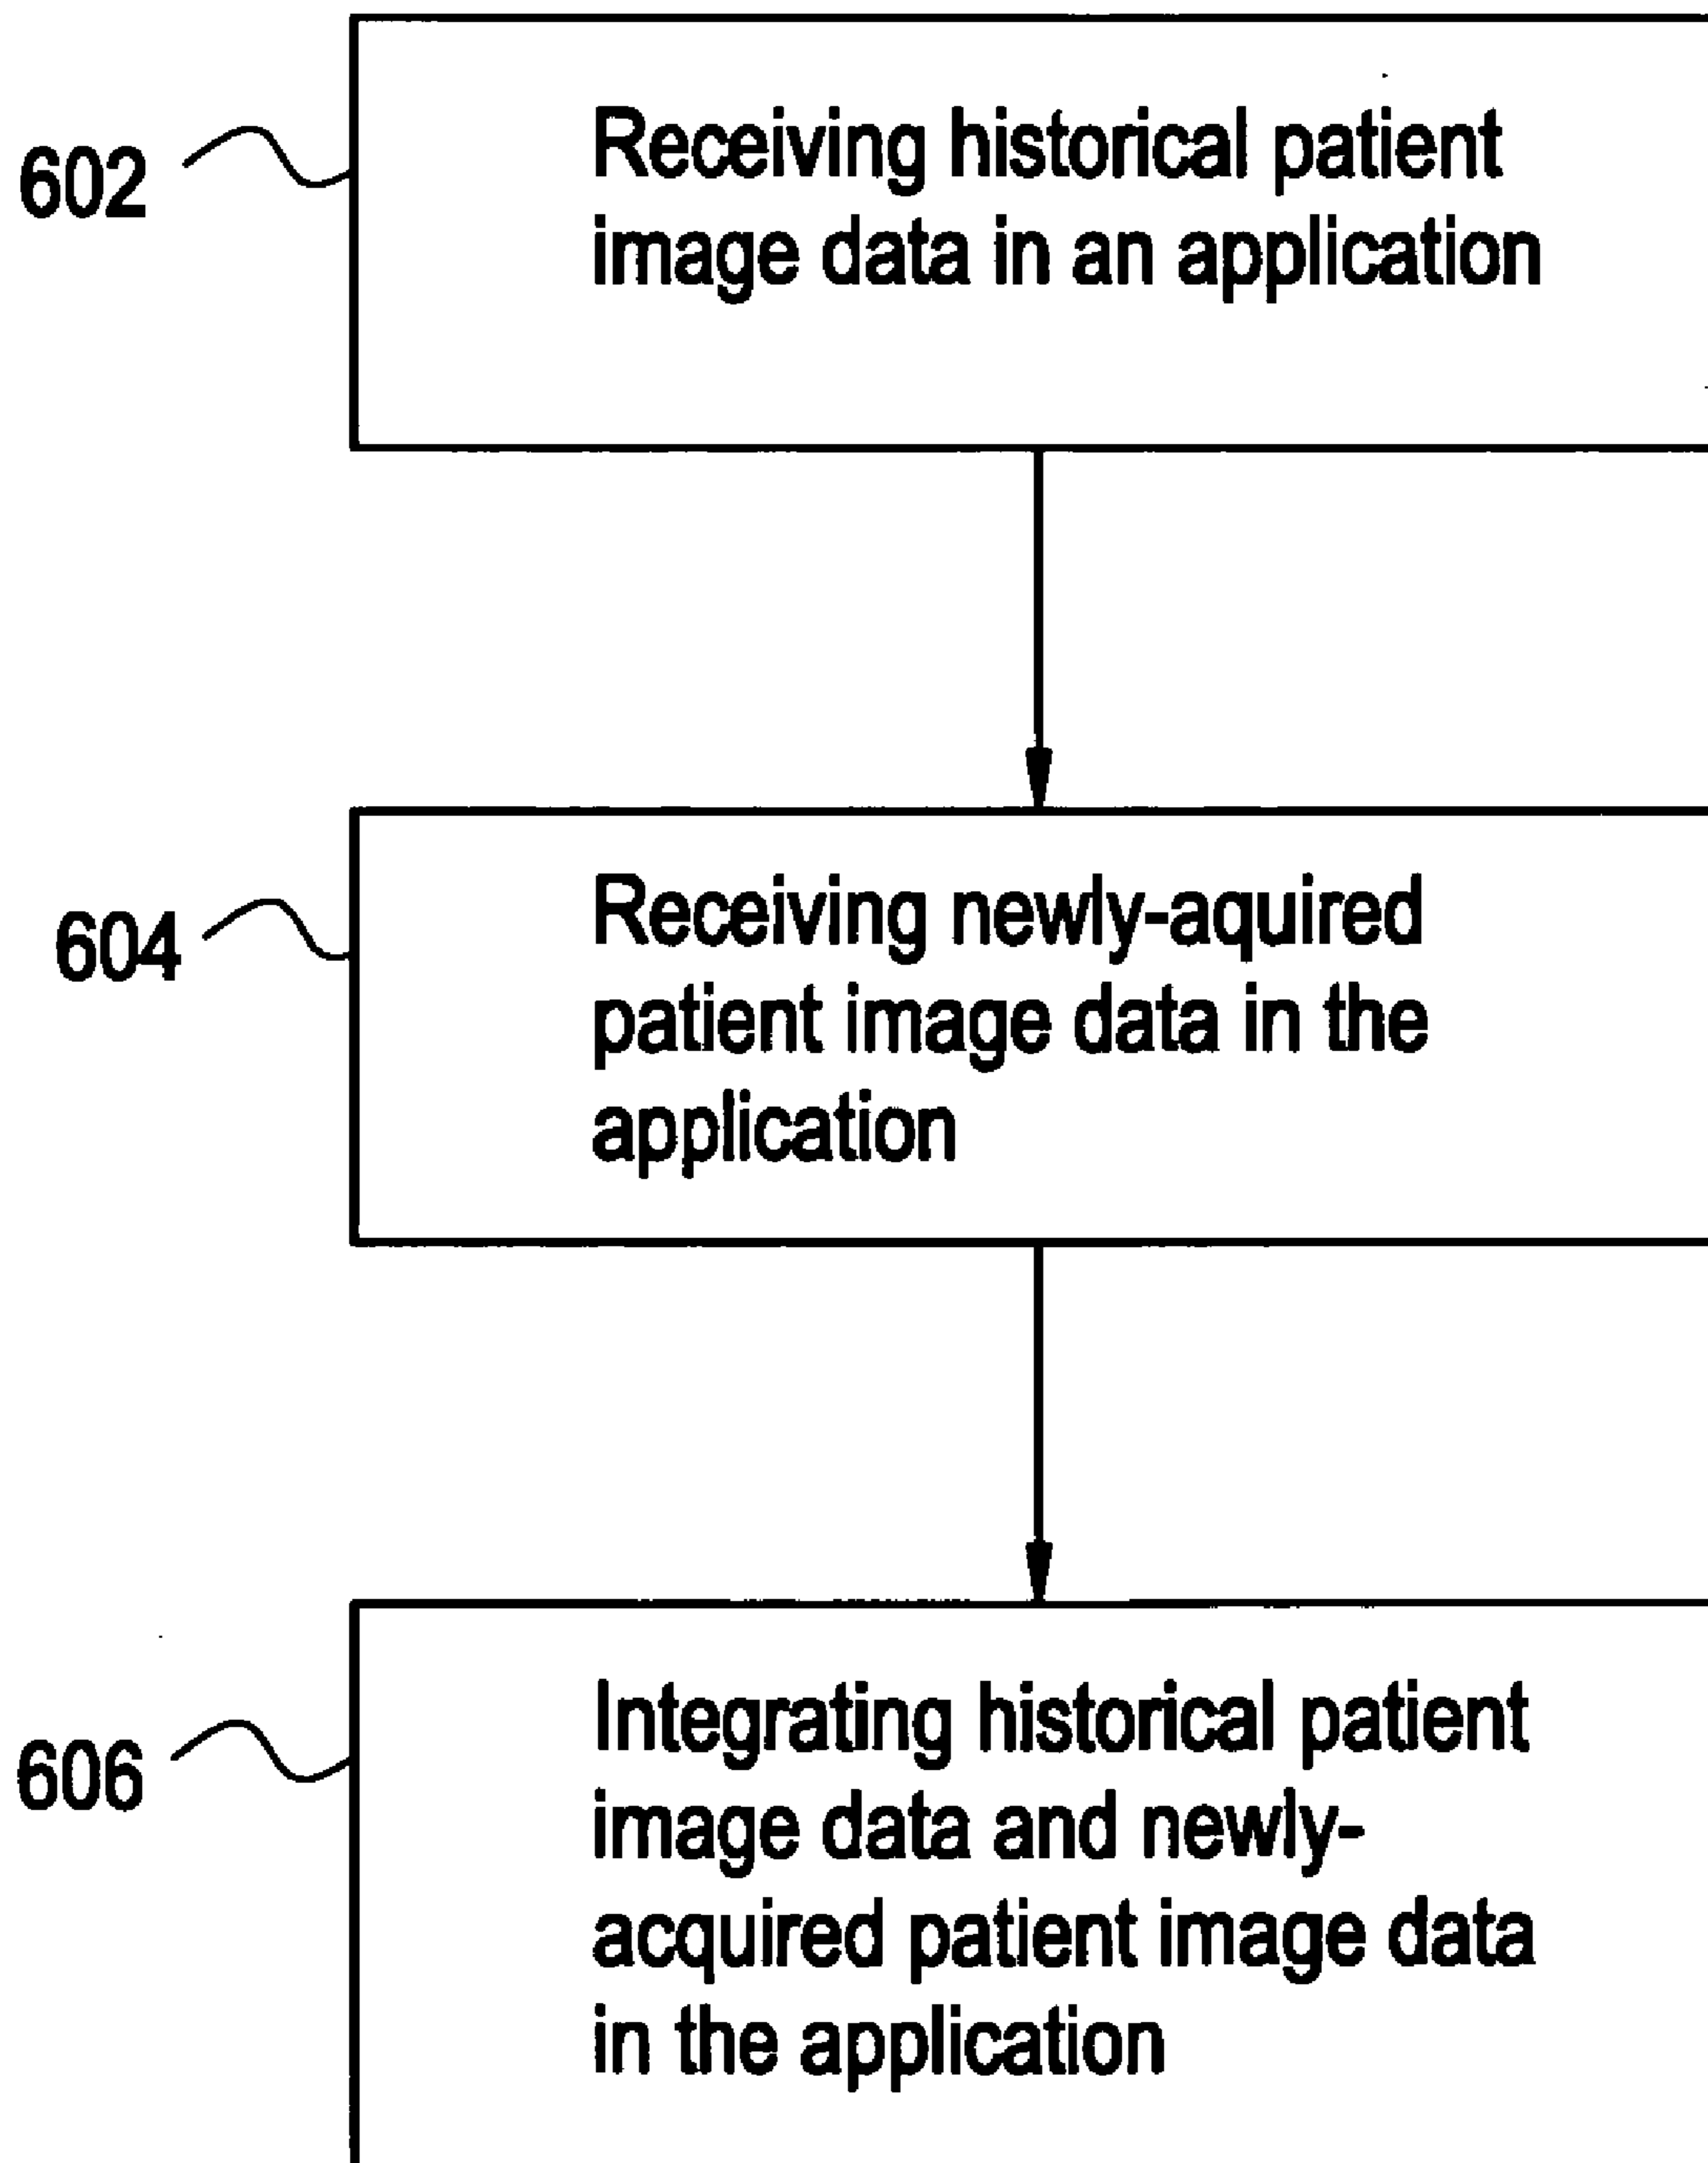 602
Receiving historical patient
image data in an application
604
Receiving newly-aquired
patient image data in the
application
606
Integrating historical patient
image data and newly-
acquired patient image data
in the application